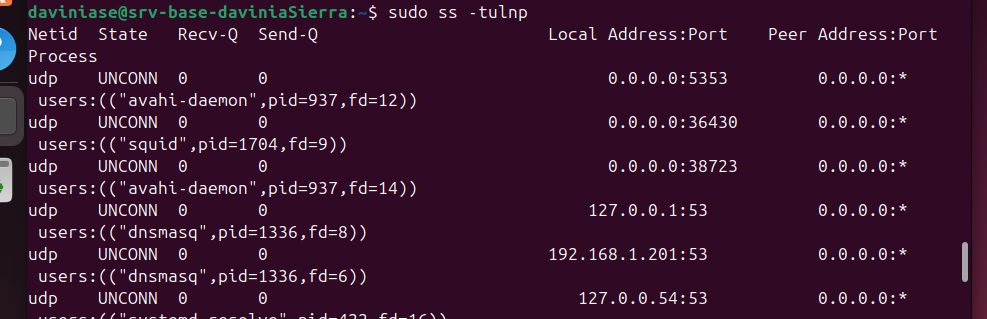 daviniase@srv-base-daviniaSierra:~$ sudo ss -tulnp
Netid State Recv-Q Send-Q Local Address:Port Peer Address:Port
Process
udp UNCONN 0 0 0.0.0.0:5353 0.0.0.0:*
users:(("avahi-daemon",pid=937,fd=12))
udp UNCONN 0 0 0.0.0.0:36430 0.0.0.0:*
users:(("squid",pid=1704,fd=9))
udp UNCONN 0 0 0.0.0.0:38723 0.0.0.0:*
users:(("avahi-daemon",pid=937,fd=14))
udp UNCONN 0 0 127.0.0.1:53 0.0.0.0:*
users:(("dnsmasq",pid=1336,fd=8))
udp UNCONN 0 0 192.168.1.201:53 0.0.0.0:*
users:(("dnsmasq",pid=1336,fd=6))
udp UNCONN 0 0 127.0.0.54:53 0.0.0.0:*